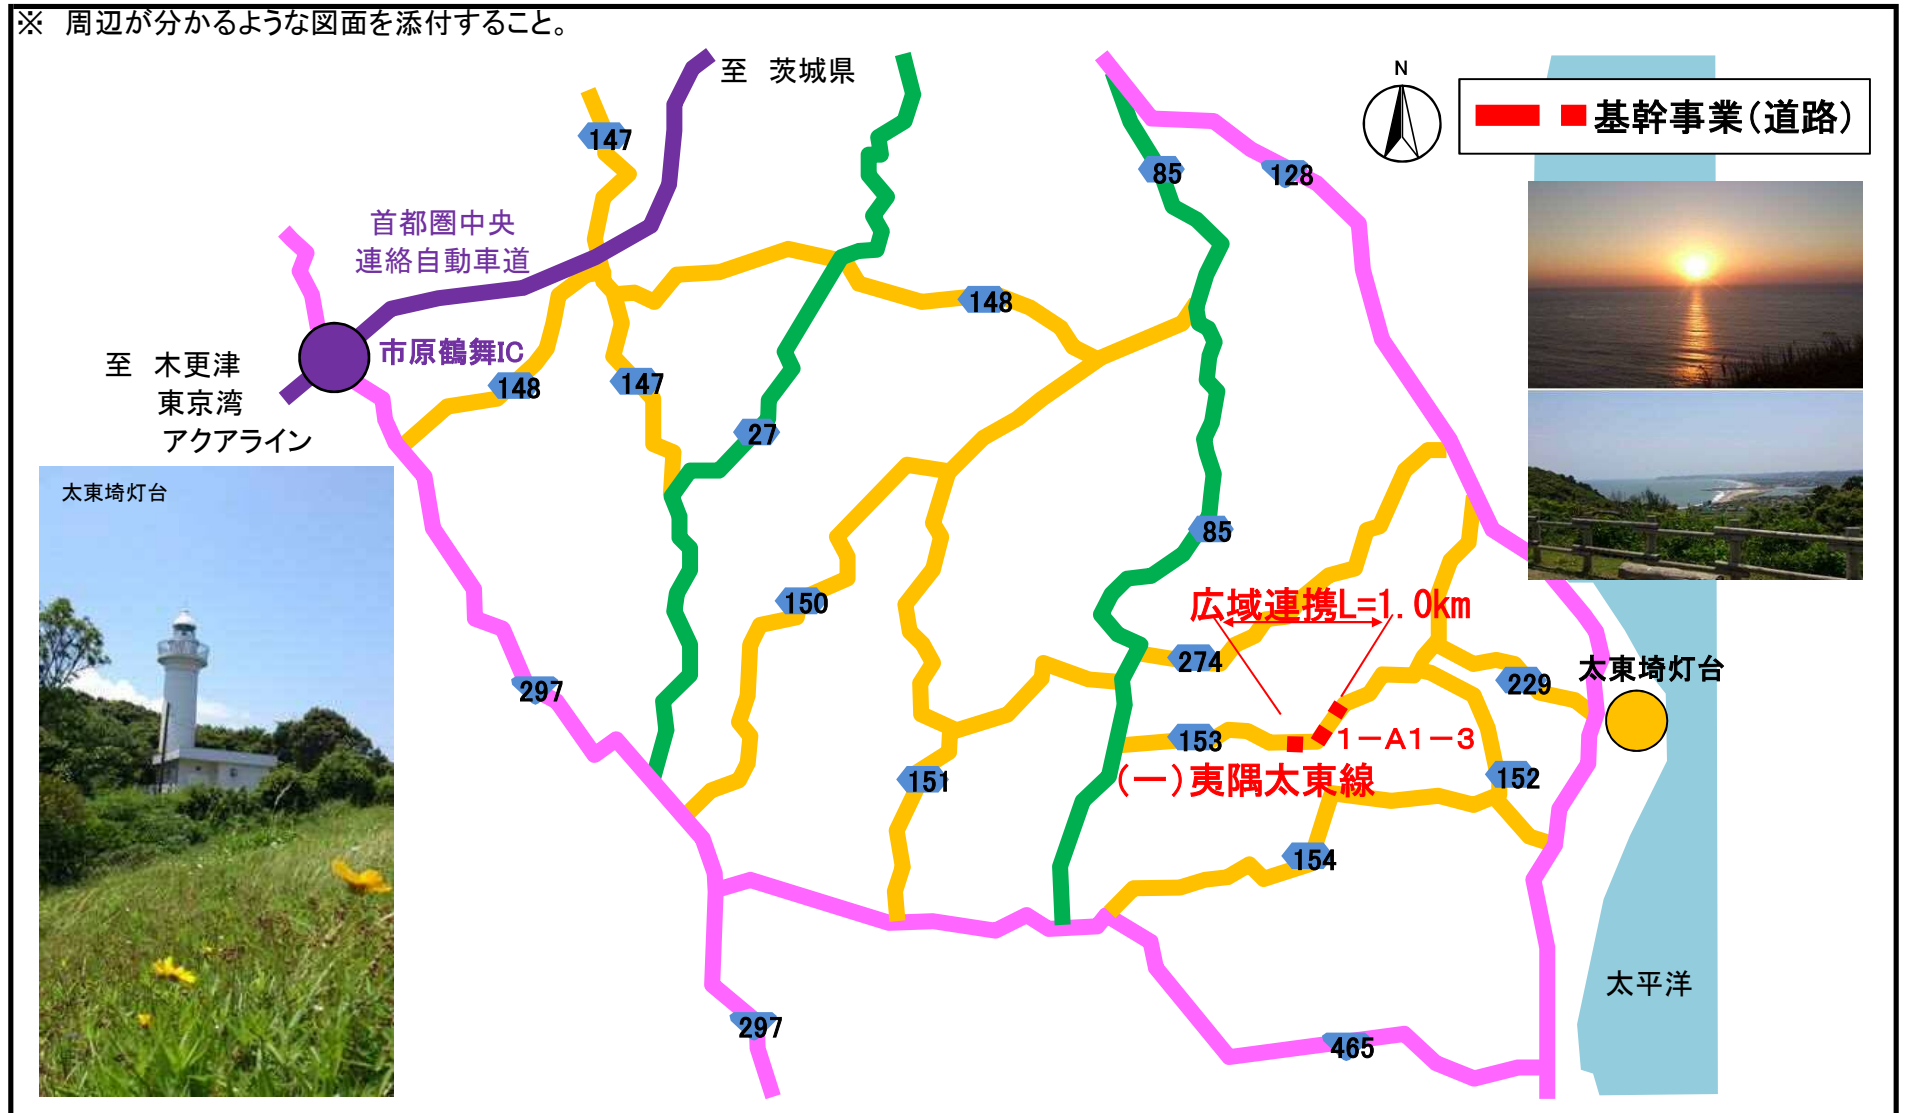 ※ 周辺が分かるような図面を添付すること。
至 茨城県
N
基幹事業（道路）
147
85
128
首都圏中央
連絡自動車道
148
市原鶴舞IC
至 木更津
東京湾
アクアライン
148
147
27
太東埼灯台
85
150
広域連携L=1.0km
274
太東埼灯台
229
297
153
1－A1－3
151
（一）夷隅太東線
152
154
太平洋
297
465